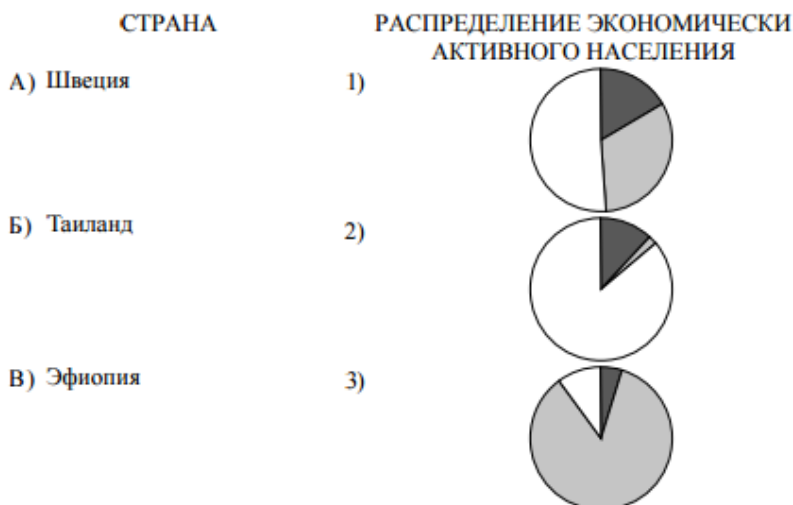 СТРАНА
РАСПРЕДЕЛЕНИЕ ЭКОНОМИЧЕСКИ
АКТИВНОГО НАСЕЛЕНИЯ
А) Швеция
1)
Б) Таиланд
2)
В) Эфиопия
3)